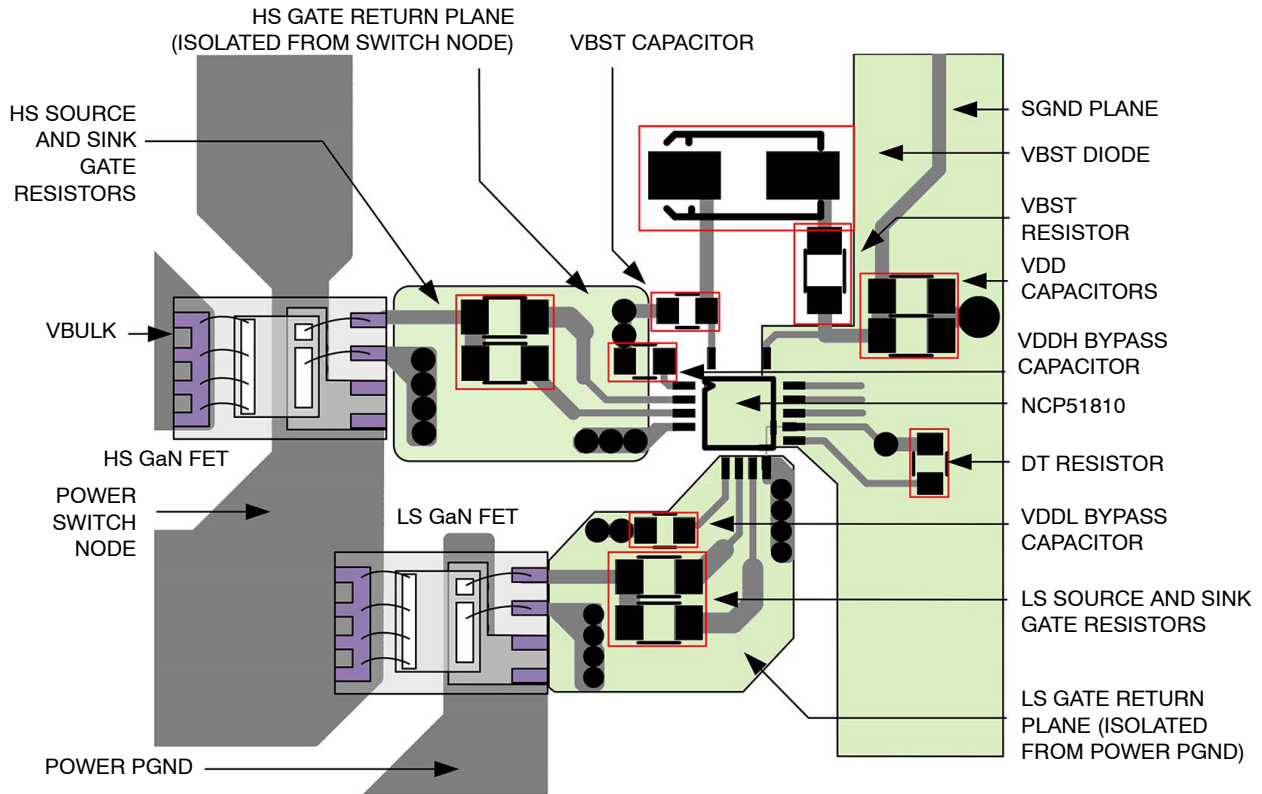 HS GATE RETURN PLANE
(ISOLATED FROM SWITCH NODE)
VBST CAPACITOR
HS SOURCE
AND SINK
GATE
RESISTORS
SGND PLANE
VBST DIODE
VBST
RESISTOR
VDD
CAPACITORS
VBULK
VDDH BYPASS
CAPACITOR
NCP51810
HS GaN FET
DT RESISTOR
POWER
SWITCH
NODE
LS GaN FET
VDDL BYPASS
CAPACITOR
LS SOURCE AND SINK
GATE RESISTORS
LS GATE RETURN
PLANE (ISOLATED
FROM POWER PGND)
POWER PGND